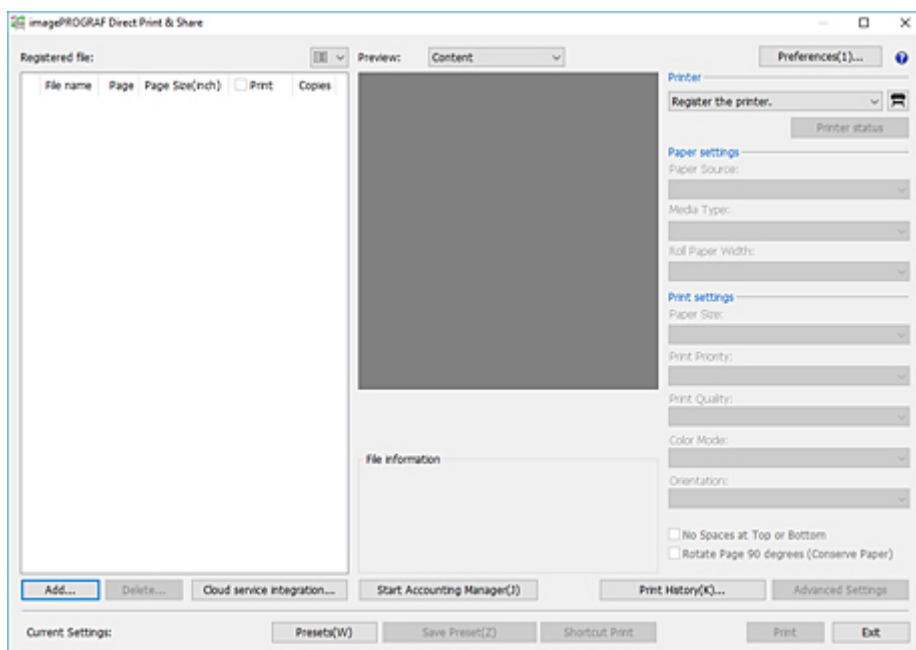 imagePROGRAF Direct Print & Share
Registered file:
Preview: Content
Preferences(1)...
File name Page Page Size(inch) Print Copies
Printer
Register the printer.
Printer status
Paper settings
Paper Source:
Media Type:
Roll Paper Width:
Print settings
Paper Size:
Print Priority:
Print Quality:
Color Mode:
Orientation:
File information
No Spaces at Top or Bottom
Rotate Page 90 degrees (Conserve Paper)
Add... Delete... Cloud service integration... Start Accounting Manager(J) Print History(K)... Advanced Settings
Current Settings: Presets(W) Save Preset(Z) Shortcut Print Print Exit